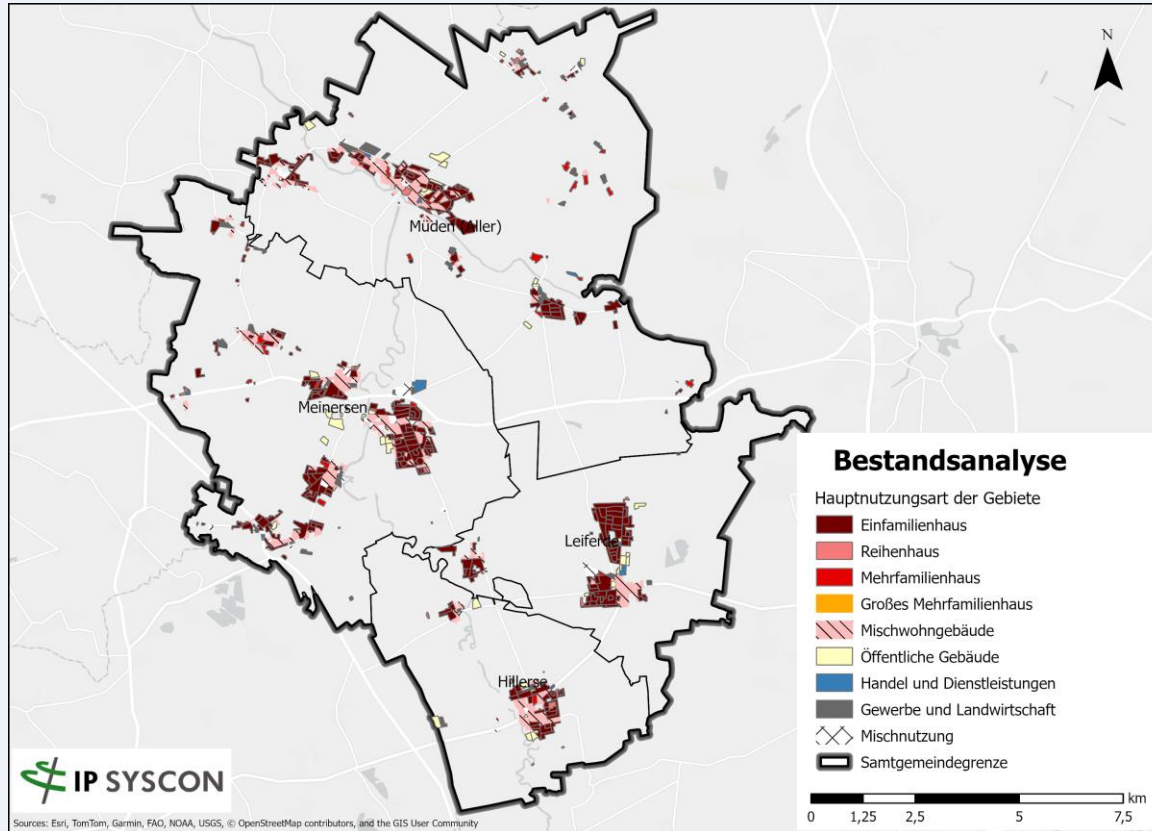 N
Müden (Aller)
Meinersen
Leiferde
Hillerse
Bestandsanalyse
Hauptnutzungsart der Gebiete
Einfamilienhaus
Reihenhaus
Mehrfamilienhaus
Großes Mehrfamilienhaus
Mischwohngebäude
Öffentliche Gebäude
Handel und Dienstleistungen
Gewerbe und Landwirtschaft
Mischnutzung
Samtgemeindegrenze
km
0 1,25 2,5 5 7,5
IP SYSCON
Sources: Esri, TomTom, Garmin, FAO, NOAA, USGS, © OpenStreetMap contributors, and the GIS User Community